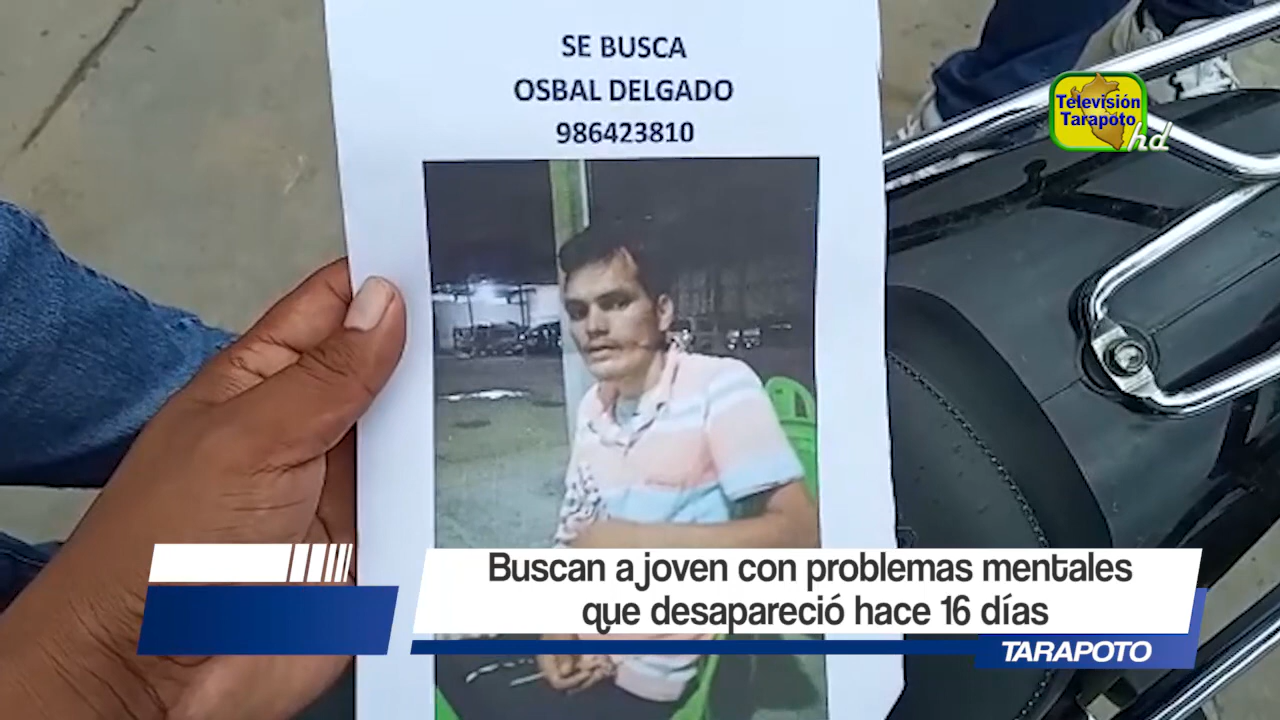 SE BUSCA
OSBAL DELGADO
986423810
Televisión
Tarapoto
hd
Buscan a joven con problemas mentales
que desapareció hace 16 días
TARAPOTO